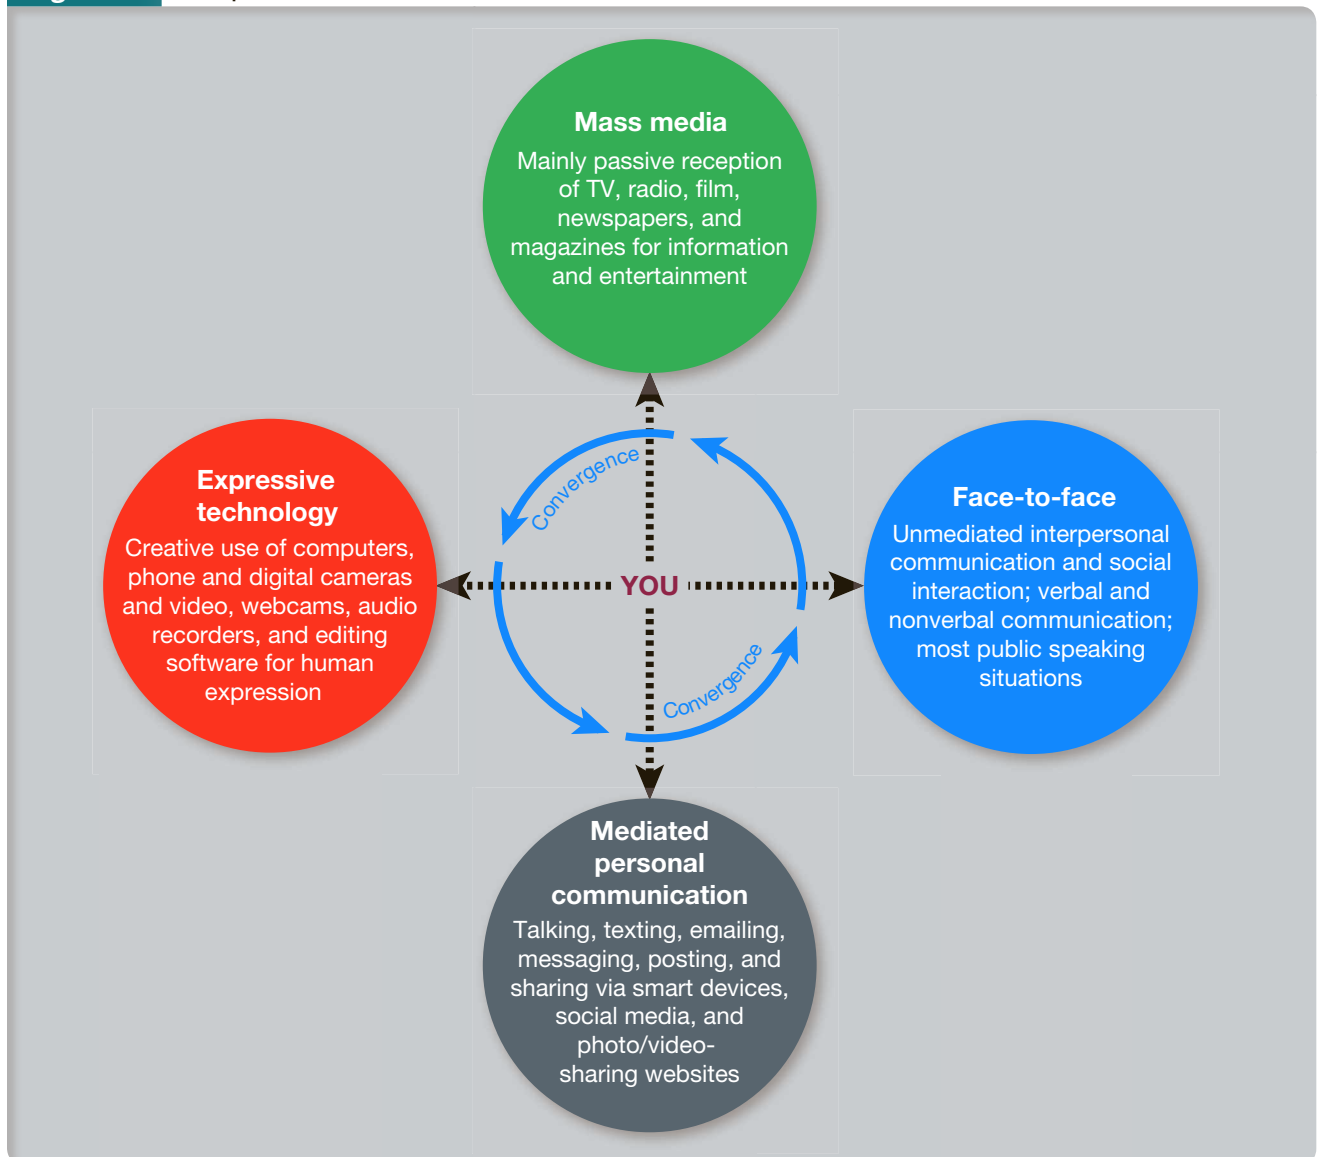 Mass media
Mainly passive reception
of TV, radio, film,
newspapers, and
magazines for information
and entertainment
Convergence
Expressive
technology
Creative use of computers,
phone and digital cameras
and video, webcams, audio
recorders, and editing
software for human
expression
YOU
Face-to-face
Unmediated interpersonal
communication and social
interaction; verbal and
nonverbal communication;
most public speaking
situations
Convergence
Mediated
personal
communication
Talking, texting, emailing,
messaging, posting, and
sharing via smart devices,
social media, and
photo/video-
sharing websites